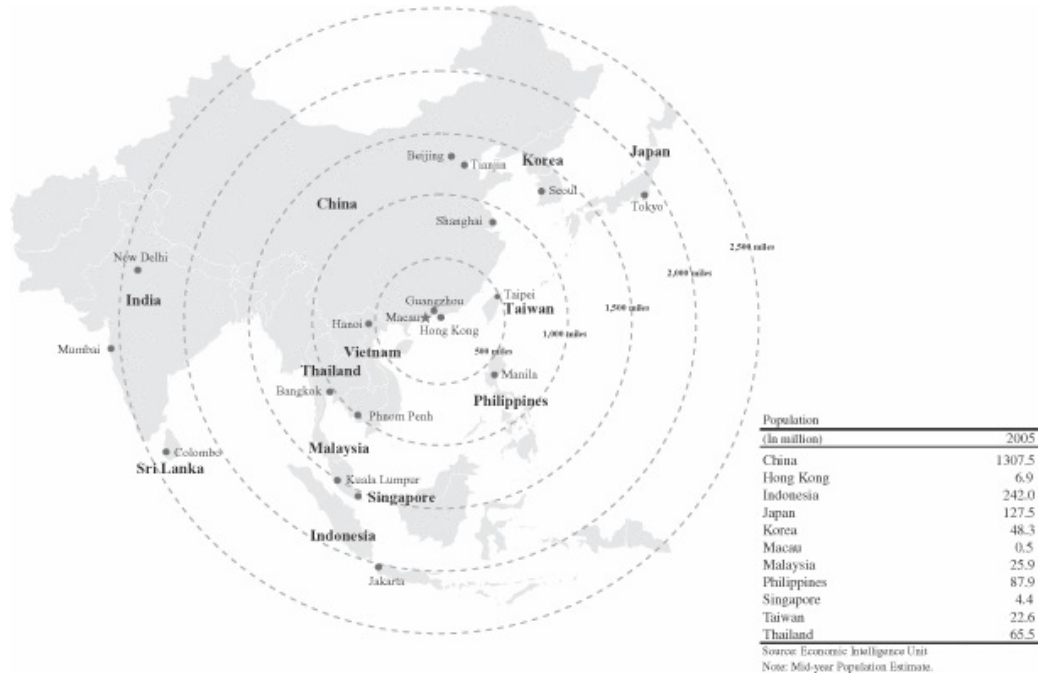 Beijing
Tianjin
Korea
Japan
Seoul
Tokyo
China
Shanghai
2,500 miles
New Delhi
2,000 miles
India
Taipei
Guangzhou
Taiwan
Macau
1,500 miles
Hong Kong
Hanoi
1,000 miles
Mumbai
Vietnam
500 miles
Thailand
Manila
Bangkok
Philippines
Phnom Penh
Malaysia
Colombo
Sri Lanka
Kuala Lumpur
Singapore
Indonesia
Jakarta
Population
(In million) 2005
China 1307.5
Hong Kong 6.9
Indonesia 242.0
Japan 127.5
Korea 48.3
Macau 0.5
Malaysia 25.9
Philippines 87.9
Singapore 4.4
Taiwan 22.6
Thailand 65.5
Source: Economic Intelligence Unit
Note: Mid-year Population Estimate.